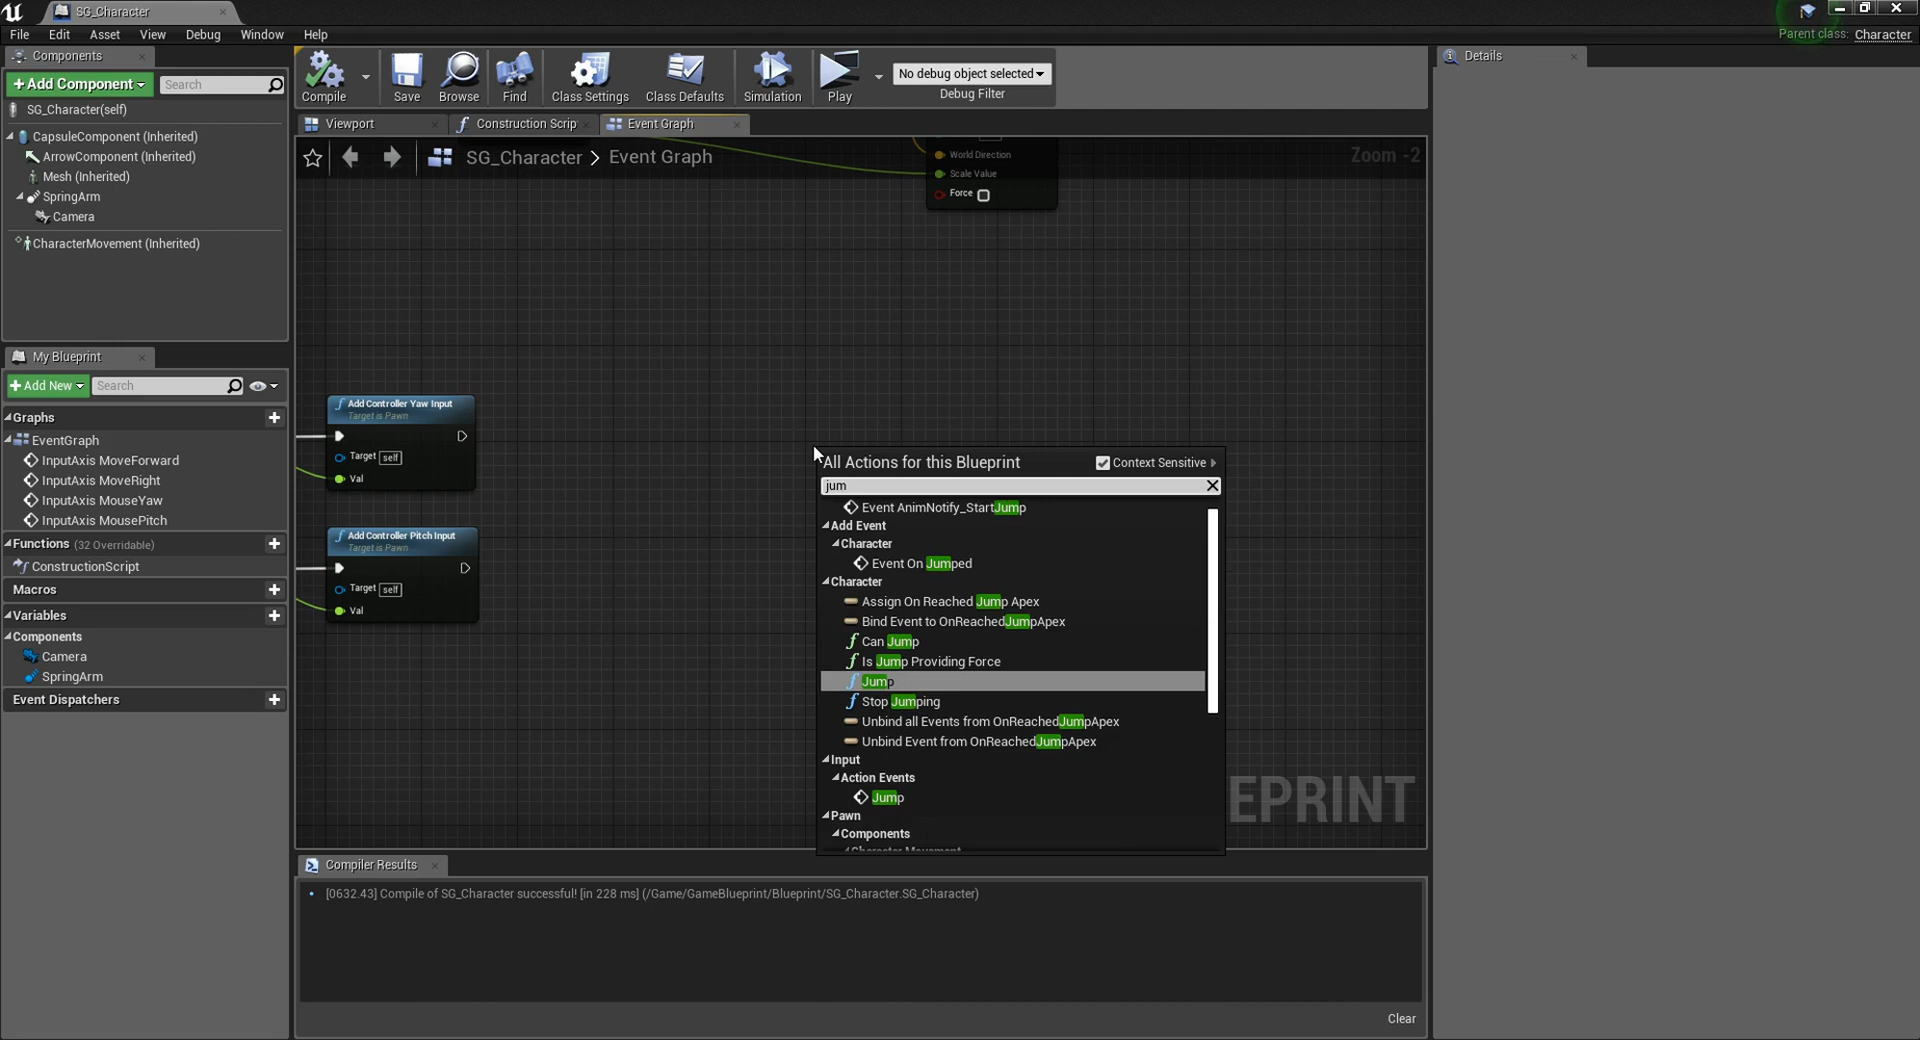 SG_Character
File Edit Asset View Debug Window Help
Parent class: Character
Components
+Add Component
Search
SG_Character(self)
CapsuleComponent (Inherited)
ArrowComponent (Inherited)
Mesh (Inherited)
SpringArm
Camera
CharacterMovement (Inherited)
My Blueprint
+Add New
Search
Graphs
EventGraph
InputAxis MoveForward
InputAxis MoveRight
InputAxis MouseYaw
InputAxis MousePitch
Functions (32 Overridable)
ConstructionScript
Macros
Variables
Components
Camera
SpringArm
Event Dispatchers
Compile
Save
Browse
Find
Class Settings
Class Defaults
Simulation
Play
No debug object selected
Debug Filter
Viewport
Construction Scrip
Event Graph
SG_Character > Event Graph
Zoom -2
World Direction
Scale Value
Force
Add Controller Yaw Input
Target is Pawn
Target self
Val
Add Controller Pitch Input
Target is Pawn
Target self
Val
All Actions for this Blueprint
Context Sensitive
jum
Event AnimNotify_StartJump
Add Event
Character
Event On Jumped
Character
Assign On Reached Jump Apex
Bind Event to OnReachedJumpApex
Can Jump
Is Jump Providing Force
Jump
Stop Jumping
Unbind all Events from OnReachedJumpApex
Unbind Event from OnReachedJumpApex
Input
Action Events
Jump
Pawn
Components
Character Movement
EPRINT
Compiler Results
[0632.43] Compile of SG_Character successful! [in 228 ms] (/Game/GameBlueprint/Blueprint/SG_Character.SG_Character)
Clear
Details